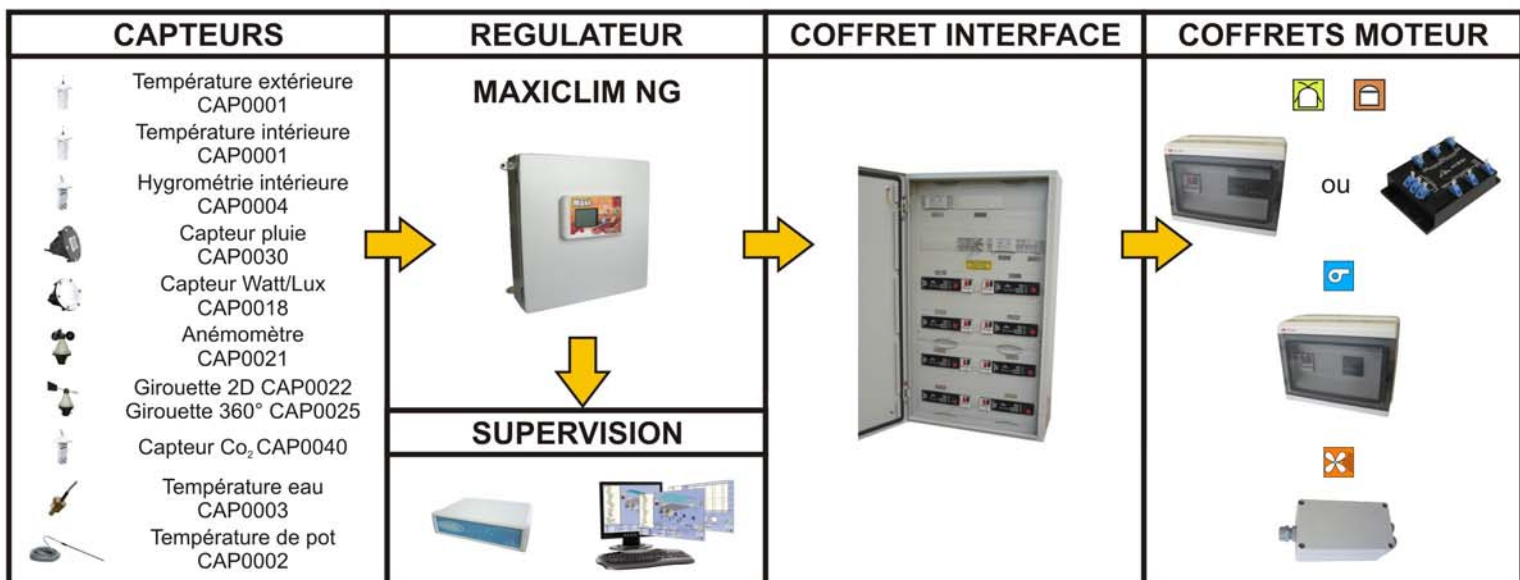 CAPTEURS
REGULATEUR
COFFRET INTERFACE
COFFRETS MOTEUR
Température extérieure
CAP0001
Température intérieure
CAP0001
Hygrométrie intérieure
CAP0004
Capteur pluie
CAP0030
Capteur Watt/Lux
CAP0018
Anémomètre
CAP0021
Girouette 2D CAP0022
Girouette 360° CAP0025
Capteur Co₂ CAP0040
Température eau
CAP0003
Température de pot
CAP0002
MAXICLIM NG
Maxi
SUPERVISION
ou